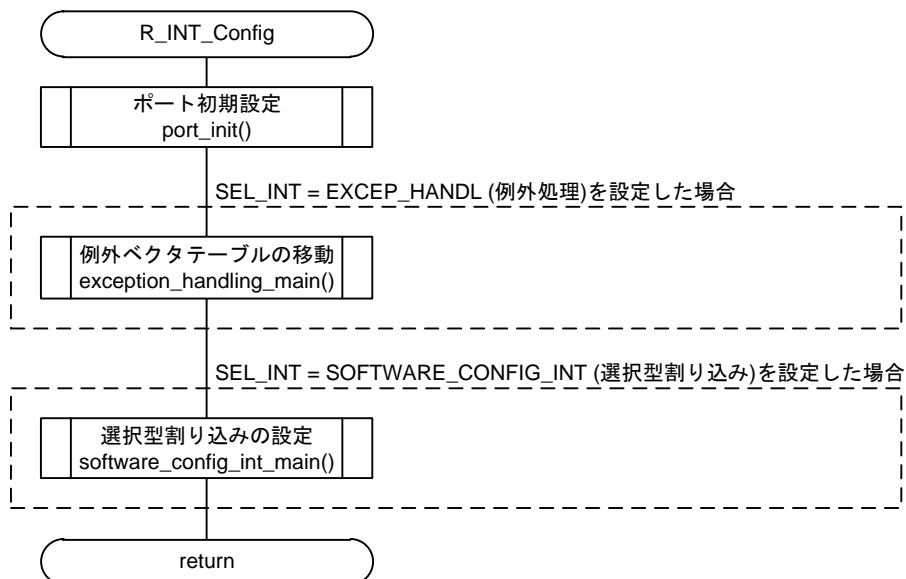 R_INT_Config
ポート初期設定
port_init()
SEL_INT = EXCEP_HANDL (例外処理)を設定した場合
例外ベクタテーブルの移動
exception_handling_main()
SEL_INT = SOFTWARE_CONFIG_INT (選択型割り込み)を設定した場合
選択型割り込みの設定
software_config_int_main()
return